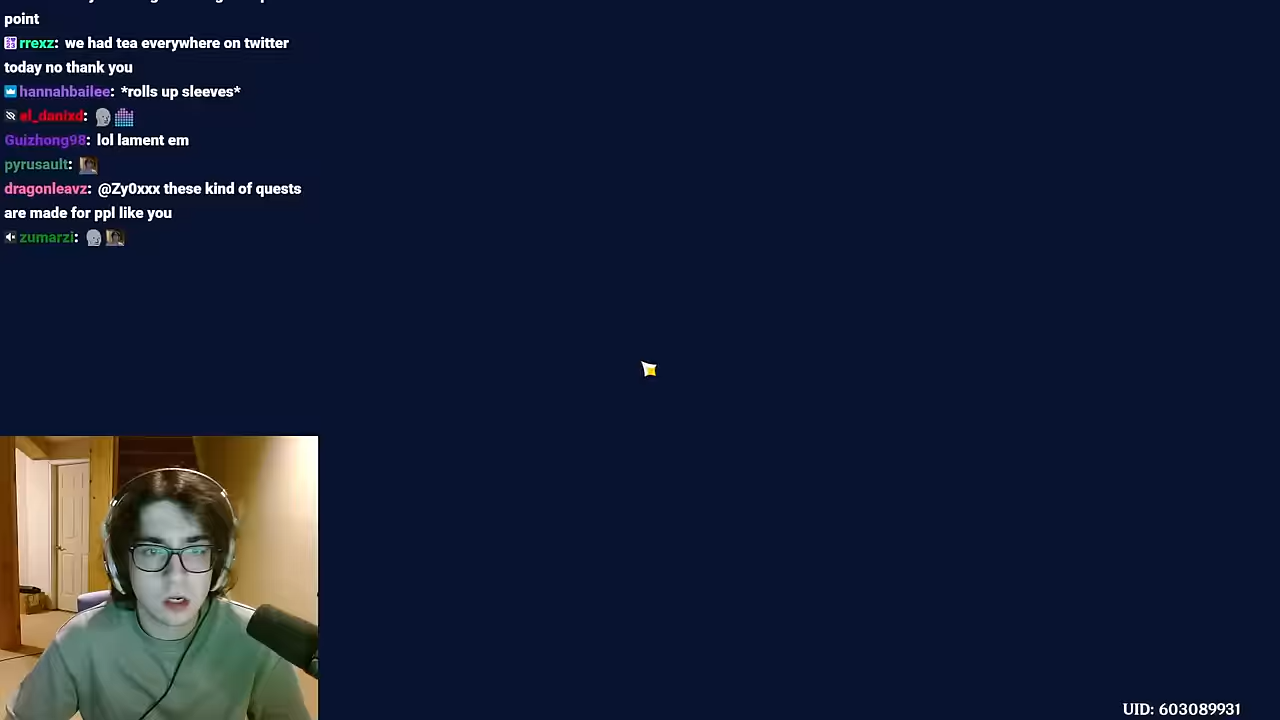 point
rrexz: we had tea everywhere on twitter
today no thank you
hannahbailee: *rolls up sleeves*
el_danixd:
Guizhong98: lol lament em
pyrusault:
dragonleavz: @Zy0xxx these kind of quests
are made for ppl like you
zumarzi:
UID: 603089931